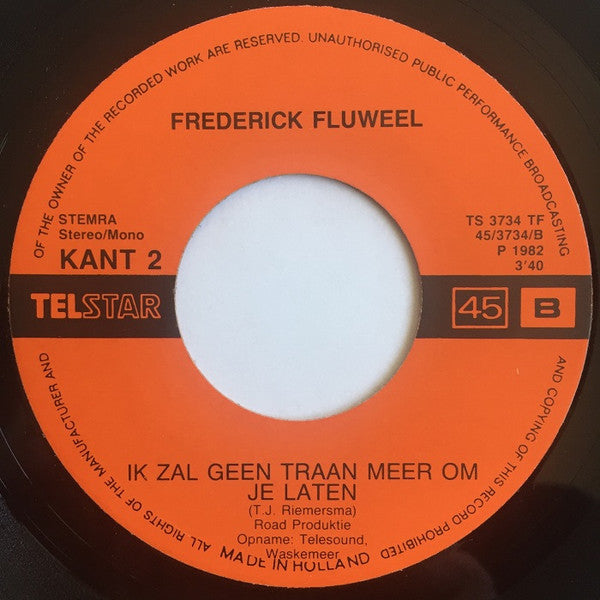 ALL RIGHTS OF THE MANUFACTURER AND OF THE OWNER OF THE RECORDED WORK ARE RESERVED. UNAUTHORISED PUBLIC PERFORMANCE BROADCASTING AND COPYING OF THIS RECORD PROHIBITED
FREDERICK FLUWEEL
STEMRA
Stereo/Mono
KANT 2
TS 3734 TF
45/3734/B
P 1982
3'40
TELSTAR
45 B
IK ZAL GEEN TRAAN MEER OM
JE LATEN
(T.J. Riemersma)
Road Produktie
Opname: Telesound,
Waskemeer
MADE IN HOLLAND